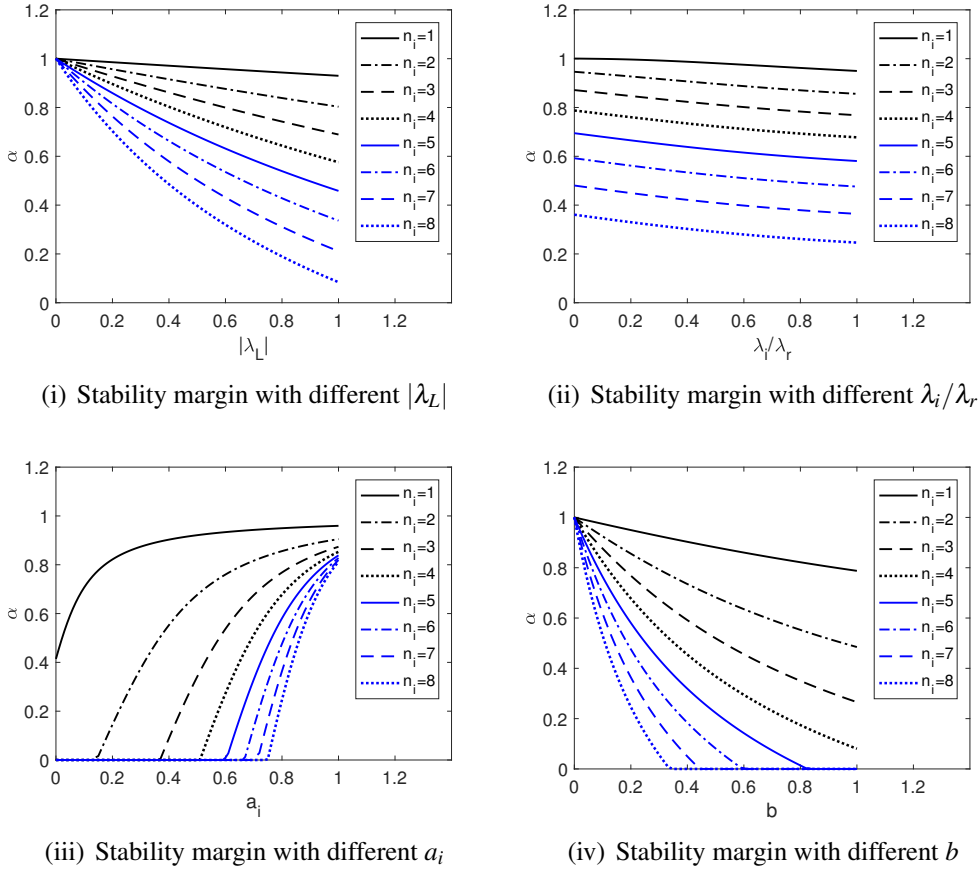 1.2
1
0.8
0.6
0.4
0.2
0
α
0 0.2 0.4 0.6 0.8 1 1.2
|λ_L|
n_i=1
n_i=2
n_i=3
n_i=4
n_i=5
n_i=6
n_i=7
n_i=8
(i) Stability margin with different |λ_L|
1.2
1
0.8
0.6
0.4
0.2
0
α
0 0.2 0.4 0.6 0.8 1 1.2
λ_i/λ_r
n_i=1
n_i=2
n_i=3
n_i=4
n_i=5
n_i=6
n_i=7
n_i=8
(ii) Stability margin with different λ_i/λ_r
1.2
1
0.8
0.6
0.4
0.2
0
α
0 0.2 0.4 0.6 0.8 1 1.2
a_i
n_i=1
n_i=2
n_i=3
n_i=4
n_i=5
n_i=6
n_i=7
n_i=8
(iii) Stability margin with different a_i
1.2
1
0.8
0.6
0.4
0.2
0
α
0 0.2 0.4 0.6 0.8 1 1.2
b
n_i=1
n_i=2
n_i=3
n_i=4
n_i=5
n_i=6
n_i=7
n_i=8
(iv) Stability margin with different b